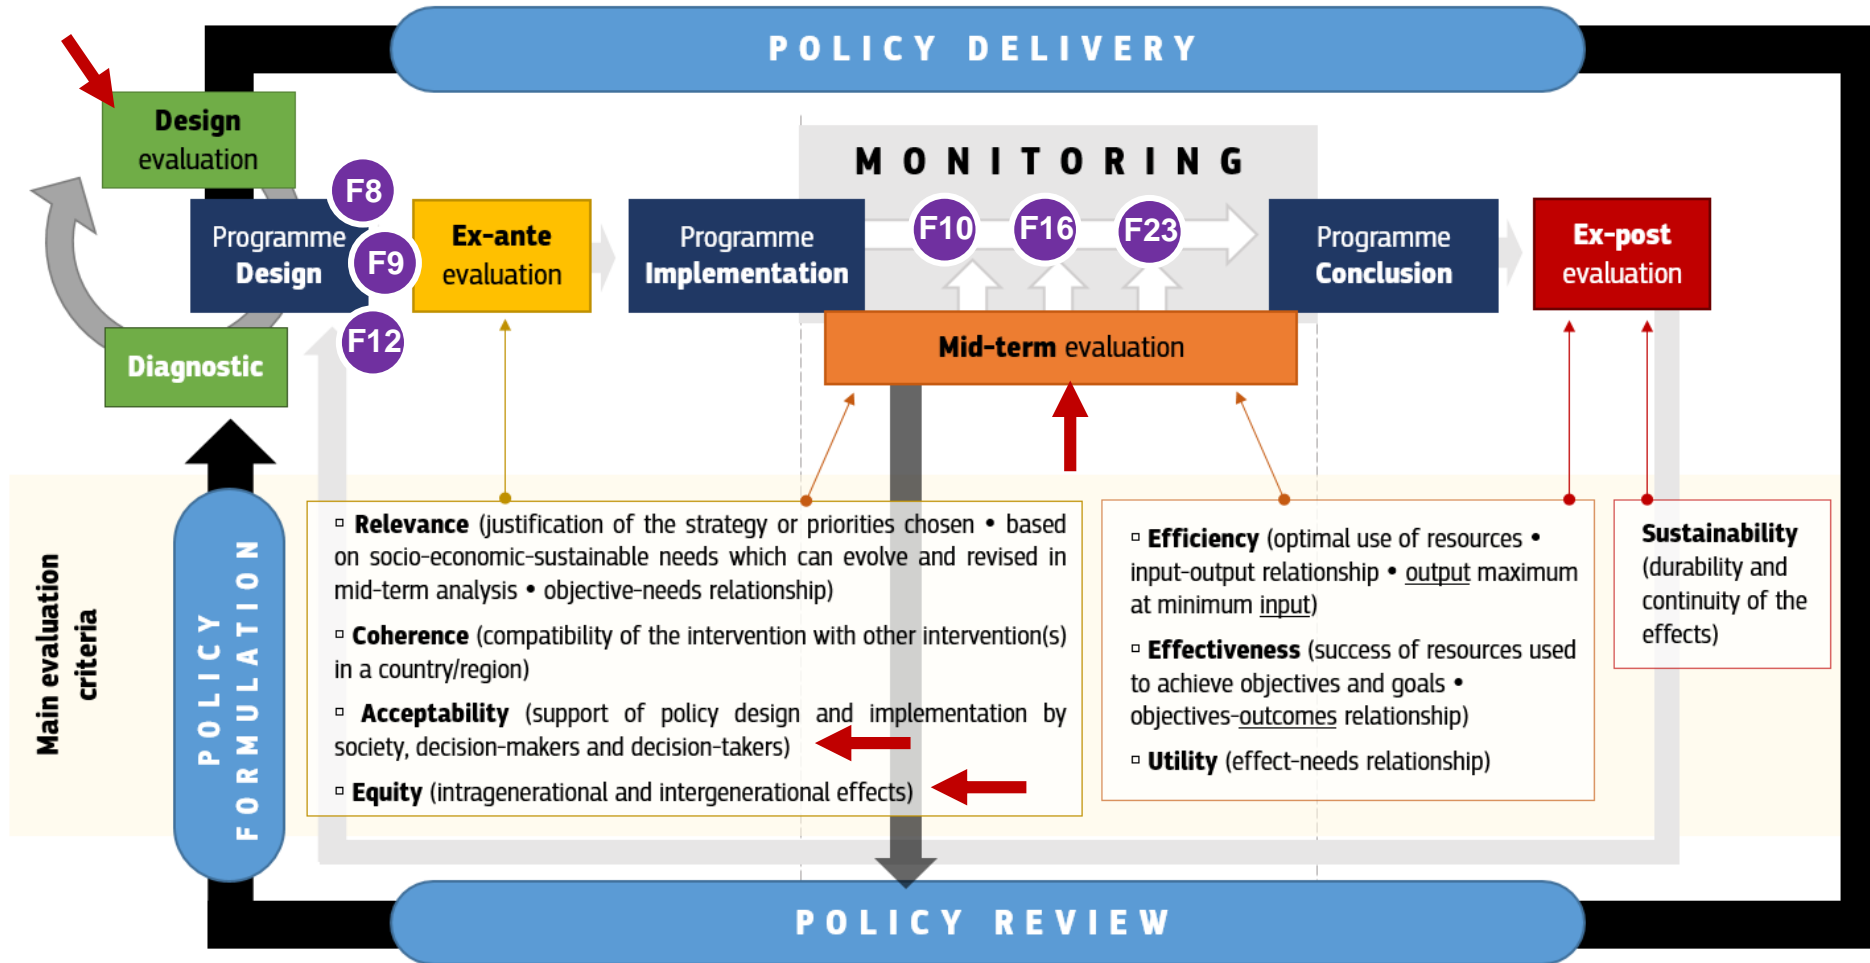 POLICY DELIVERY
Design
evaluation
MONITORING
F8
Programme
Design
F9
F12
Ex-ante
evaluation
Programme
Implementation
F10
F16
F23
Programme
Conclusion
Ex-post
evaluation
Diagnostic
Mid-term evaluation
Main evaluation
criteria
POLICY
FORMULATION
▫ Relevance (justification of the strategy or priorities chosen • based
on socio-economic-sustainable needs which can evolve and revised in
mid-term analysis • objective-needs relationship)
▫ Coherence (compatibility of the intervention with other intervention(s)
in a country/region)
▫ Acceptability (support of policy design and implementation by
society, decision-makers and decision-takers)
▫ Equity (intragenerational and intergenerational effects)
▫ Efficiency (optimal use of resources •
input-output relationship • output maximum
at minimum input)
▫ Effectiveness (success of resources used
to achieve objectives and goals •
objectives-outcomes relationship)
▫ Utility (effect-needs relationship)
Sustainability
(durability and
continuity of the
effects)
POLICY REVIEW